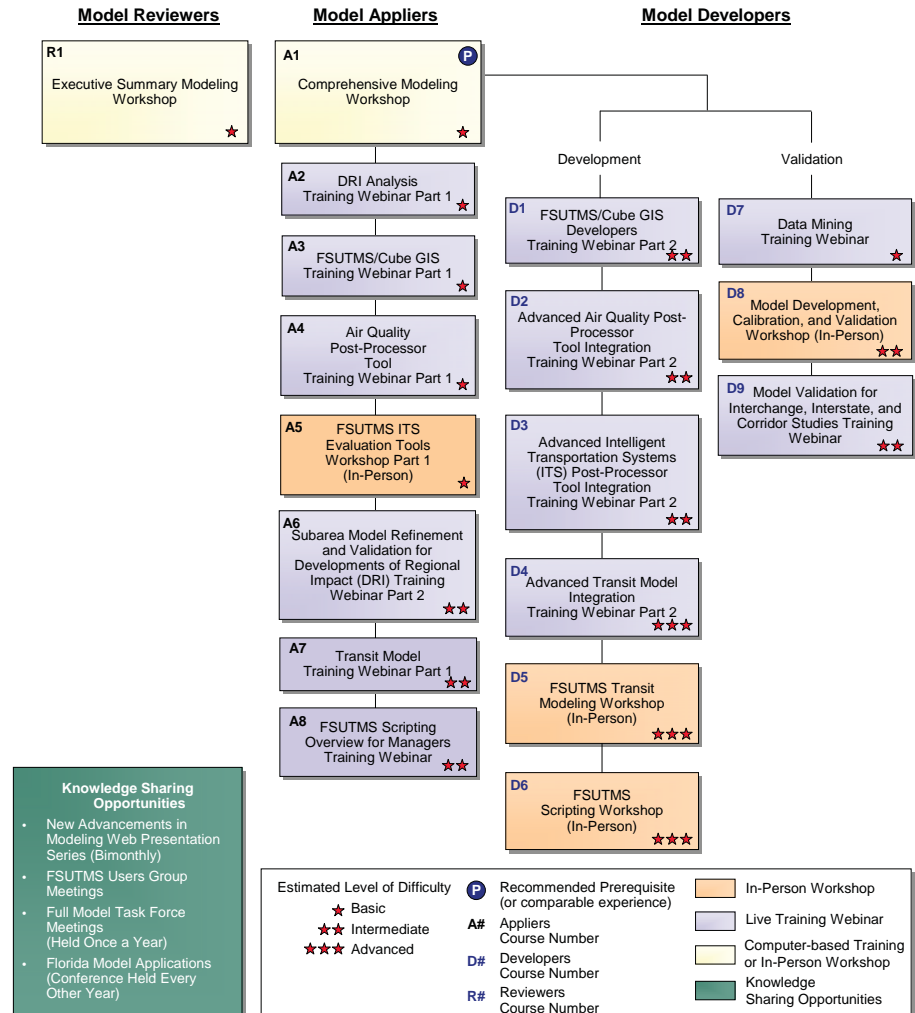 Model Reviewers
Model Appliers
Model Developers
R1
Executive Summary Modeling
Workshop
A1
P
Comprehensive Modeling
Workshop
A2
DRI Analysis
Training Webinar Part 1
A3
FSUTMS/Cube GIS
Training Webinar Part 1
A4
Air Quality
Post-Processor
Tool
Training Webinar Part 1
A5
FSUTMS ITS
Evaluation Tools
Workshop Part 1
(In-Person)
A6
Subarea Model Refinement
and Validation for
Developments of Regional
Impact (DRI) Training
Webinar Part 2
A7
Transit Model
Training Webinar Part 1
A8
FSUTMS Scripting
Overview for Managers
Training Webinar
Development
D1
FSUTMS/Cube GIS
Developers
Training Webinar Part 2
D2
Advanced Air Quality Post-
Processor
Tool Integration
Training Webinar Part 2
D3
Advanced Intelligent
Transportation Systems
(ITS) Post-Processor
Tool Integration
Training Webinar Part 2
D4
Advanced Transit Model
Integration
Training Webinar Part 2
D5
FSUTMS Transit
Modeling Workshop
(In-Person)
D6
FSUTMS
Scripting Workshop
(In-Person)
Validation
D7
Data Mining
Training Webinar
D8
Model Development,
Calibration, and Validation
Workshop (In-Person)
D9
Model Validation for
Interchange, Interstate, and
Corridor Studies Training
Webinar
Knowledge Sharing
Opportunities
• New Advancements in
Modeling Web Presentation
Series (Bimonthly)
• FSUTMS Users Group
Meetings
• Full Model Task Force
Meetings
(Held Once a Year)
• Florida Model Applications
(Conference Held Every
Other Year)
Estimated Level of Difficulty
Basic
Intermediate
Advanced
P Recommended Prerequisite
(or comparable experience)
A# Appliers
Course Number
D# Developers
Course Number
R# Reviewers
Course Number
In-Person Workshop
Live Training Webinar
Computer-based Training
or In-Person Workshop
Knowledge
Sharing Opportunities